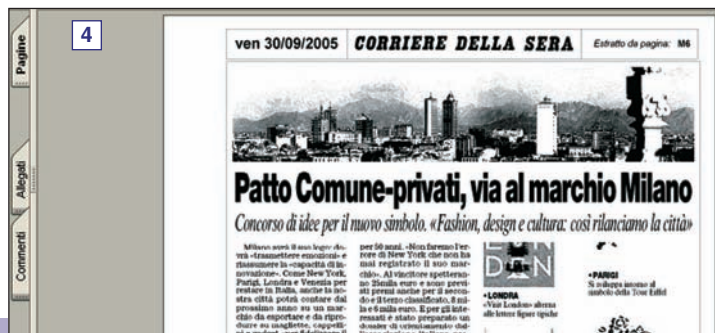 4
Pagine
Allegati
Commenti
ven 30/09/2005 CORRIERE DELLA SERA Estratto da pagina: M6
Patto Comune-privati, via al marchio Milano
Concorso di idee per il nuovo simbolo. «Fashion, design e cultura: così rilanciamo la città»
Milano avrà il suo logo: do-
vrà «trasmettere emozioni» e
riassumere la «capacità di in-
novazione». Come New York,
Parigi, Londra e Venezia per
restare in Italia, anche la no-
stra città potrà contare dal
prossimo anno su un mar-
chio da esportare e da ripro-
durre su magliette, cappelli-
per 50 anni. «Non faremo l'er-
rore di New York che non ha
mai registrato il suo mar-
chio». Al vincitore spetteran-
no 25mila euro e sono previ-
sti premi anche per il secon-
do e il terzo classificato, 8 mi-
la e 6 mila euro. E per gli inte-
ressati è stato preparato un
dossier di orientamento dal-
LON
DON
• LONDRA
«Visit London» alterna
alle lettere figure tipiche
• PARIGI
Si sviluppa intorno al
simbolo della Tour Eiffel